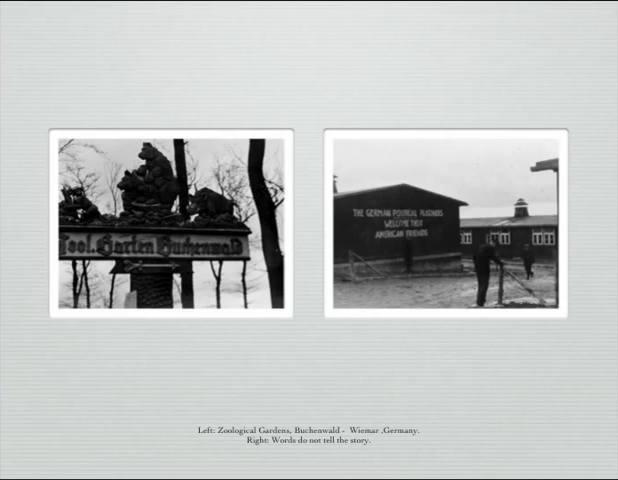 Zool. Garten Buchenwald
THE GERMAN POLITICAL PRISONERS
WELCOME THEIR
AMERICAN FRIENDS
Left: Zoological Gardens, Buchenwald - Wiemar .Germany.
Right: Words do not tell the story.